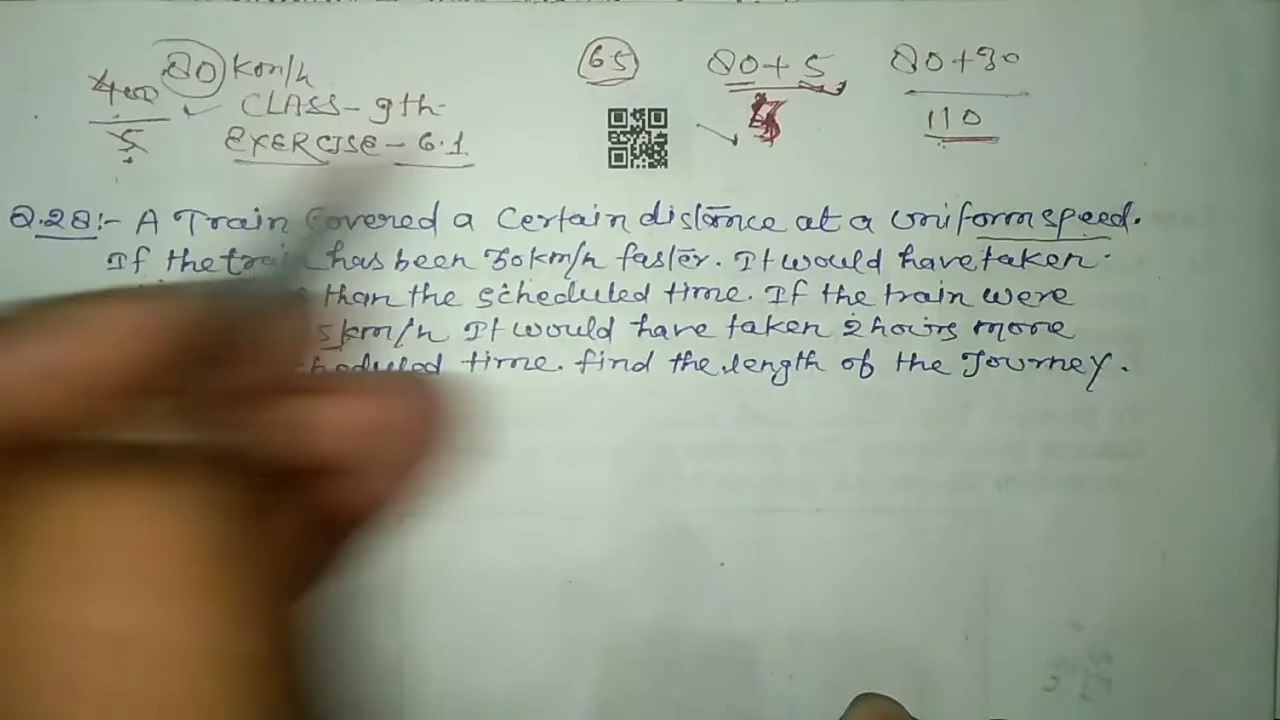 80 km/h 65 80+5 80+30
400
5
CLASS - 9th 110
EXERCISE - 6.1
Q.28:- A Train Covered a Certain distance at a uniform speed.
If the train has been 30km/h faster. It would have taken
than the scheduled time. If the train were
5km/h It would have taken 2 hours more
scheduled time. find the length of the Journey.